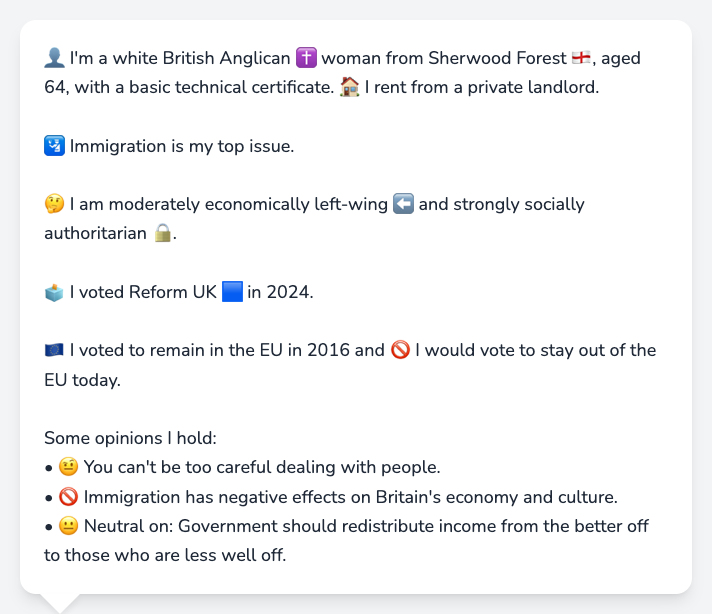 👤 I'm a white British Anglican ✝️ woman from Sherwood Forest 🏴󠁧󠁢󠁥󠁮󠁧󠁿, aged
64, with a basic technical certificate. 🏠 I rent from a private landlord.
🛂 Immigration is my top issue.
🤔 I am moderately economically left-wing ⬅️ and strongly socially
authoritarian 🔒.
🗳️ I voted Reform UK 🟦 in 2024.
🇪🇺 I voted to remain in the EU in 2016 and 🚫 I would vote to stay out of the
EU today.
Some opinions I hold:
• 🤨 You can't be too careful dealing with people.
• 🚫 Immigration has negative effects on Britain's economy and culture.
• 😐 Neutral on: Government should redistribute income from the better off
to those who are less well off.